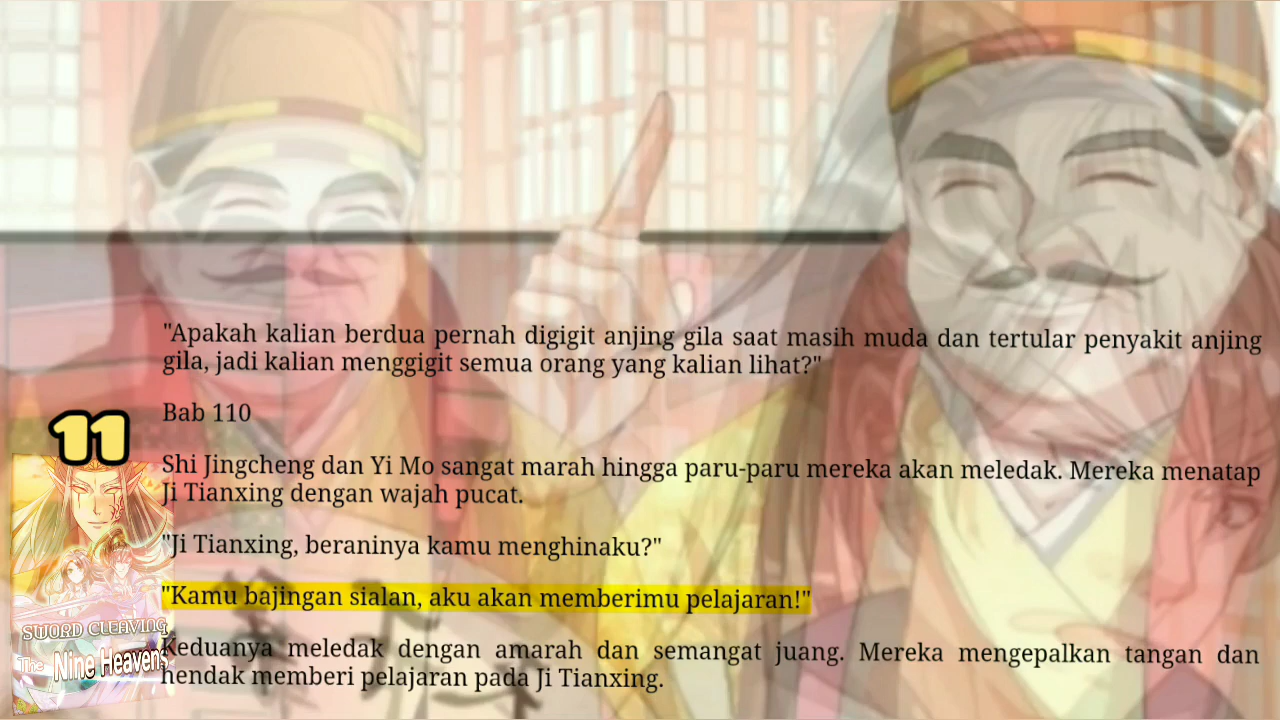 "Apakah kalian berdua pernah digigit anjing gila saat masih muda dan tertular penyakit anjing
gila, jadi kalian menggigit semua orang yang kalian lihat?"
Bab 110
Shi Jingcheng dan Yi Mo sangat marah hingga paru-paru mereka akan meledak. Mereka menatap
Ji Tianxing dengan wajah pucat.
"Ji Tianxing, beraninya kamu menghinaku?"
"Kamu bajingan sialan, aku akan memberimu pelajaran!"
Keduanya meledak dengan amarah dan semangat juang. Mereka mengepalkan tangan dan
hendak memberi pelajaran pada Ji Tianxing.
11
SWORD CLEAVING
The Nine Heavens